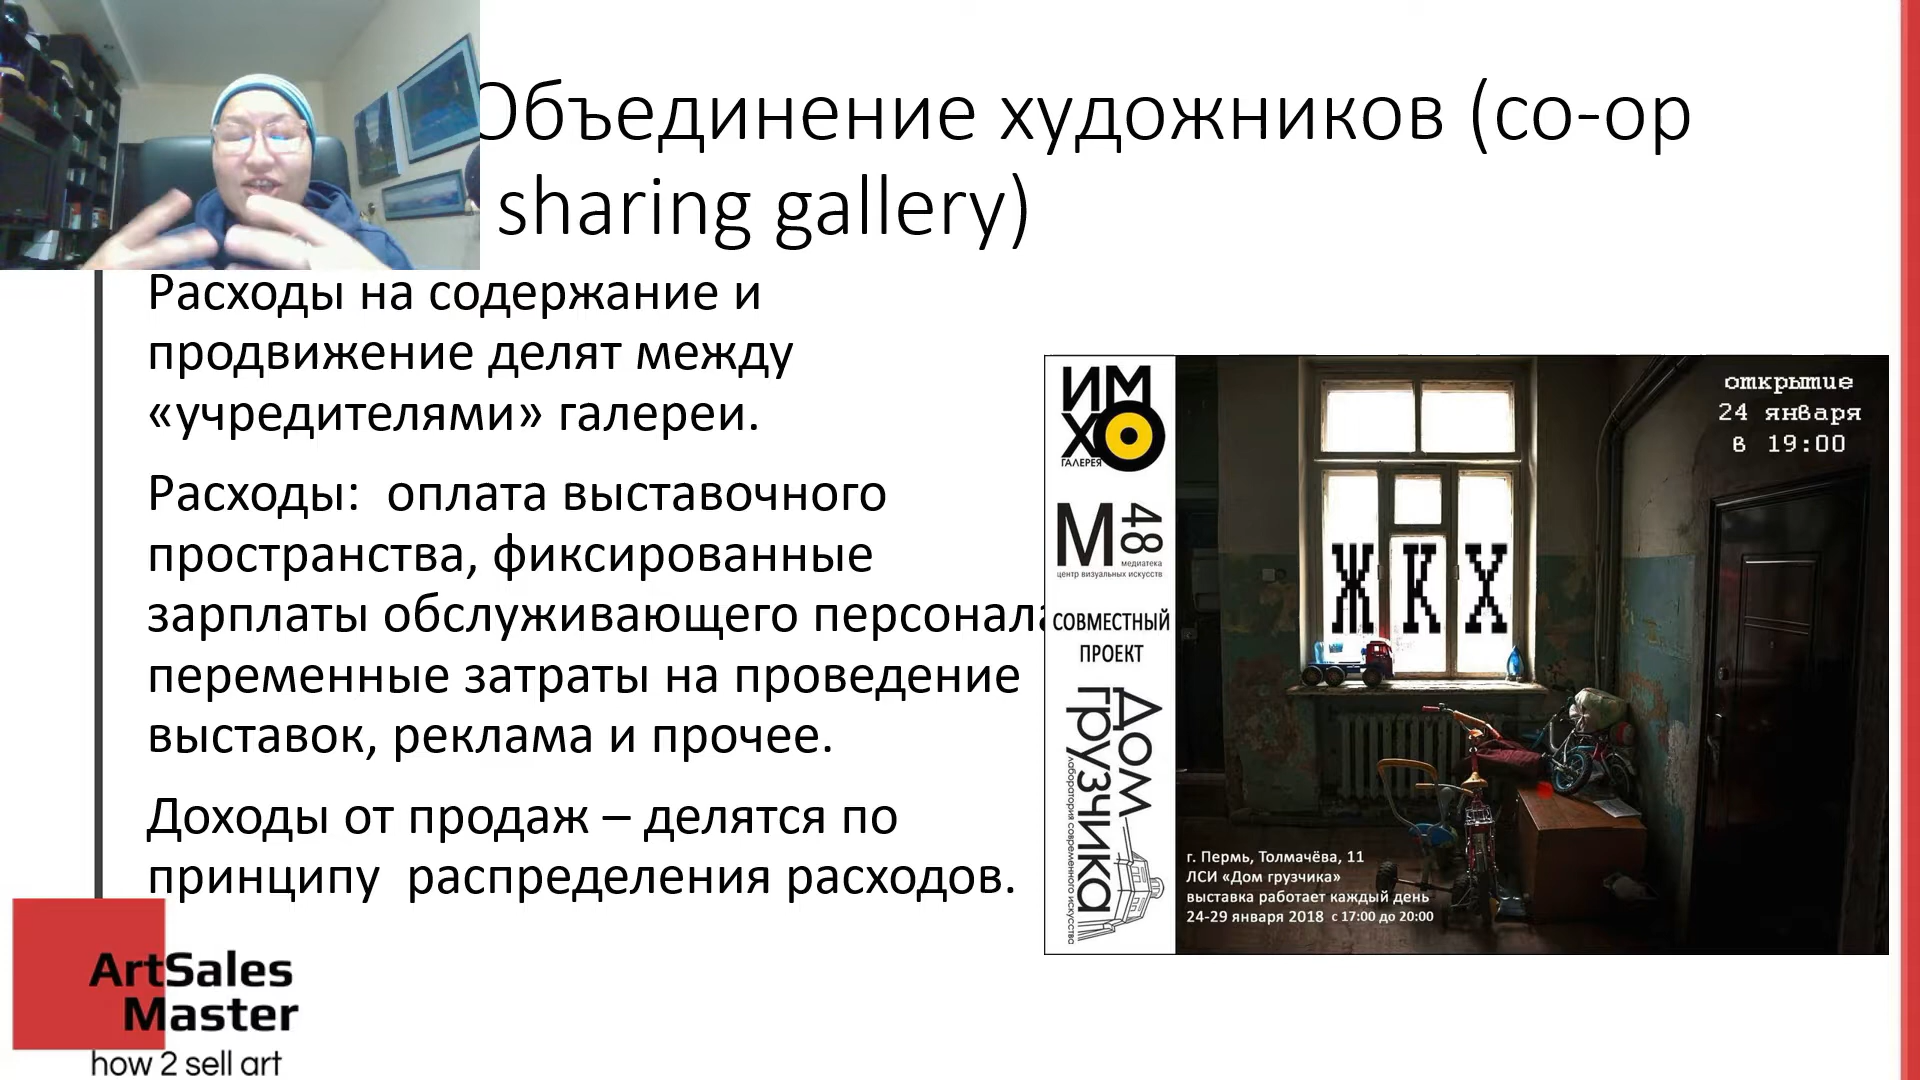 Объединение художников (co-op
sharing gallery)
Расходы на содержание и
продвижение делят между
«учредителями» галереи.
Расходы:  оплата выставочного
пространства, фиксированные
зарплаты обслуживающего персонала
переменные затраты на проведение
выставок, реклама и прочее.
Доходы от продаж – делятся по
принципу  распределения расходов.
ИМ
ХО
ГАЛЕРЕЯ
М 48
медиатека
центр визуальных искусств
СОВМЕСТНЫЙ
ПРОЕКТ
Дом
грузчика
лаборатория современного искусства
открытие
24 января
в 19:00
ЖКХ
г. Пермь, Толмачёва, 11
ЛСИ «Дом грузчика»
выставка работает каждый день
24-29 января 2018 с 17:00 до 20:00
ArtSales
Master
how 2 sell art